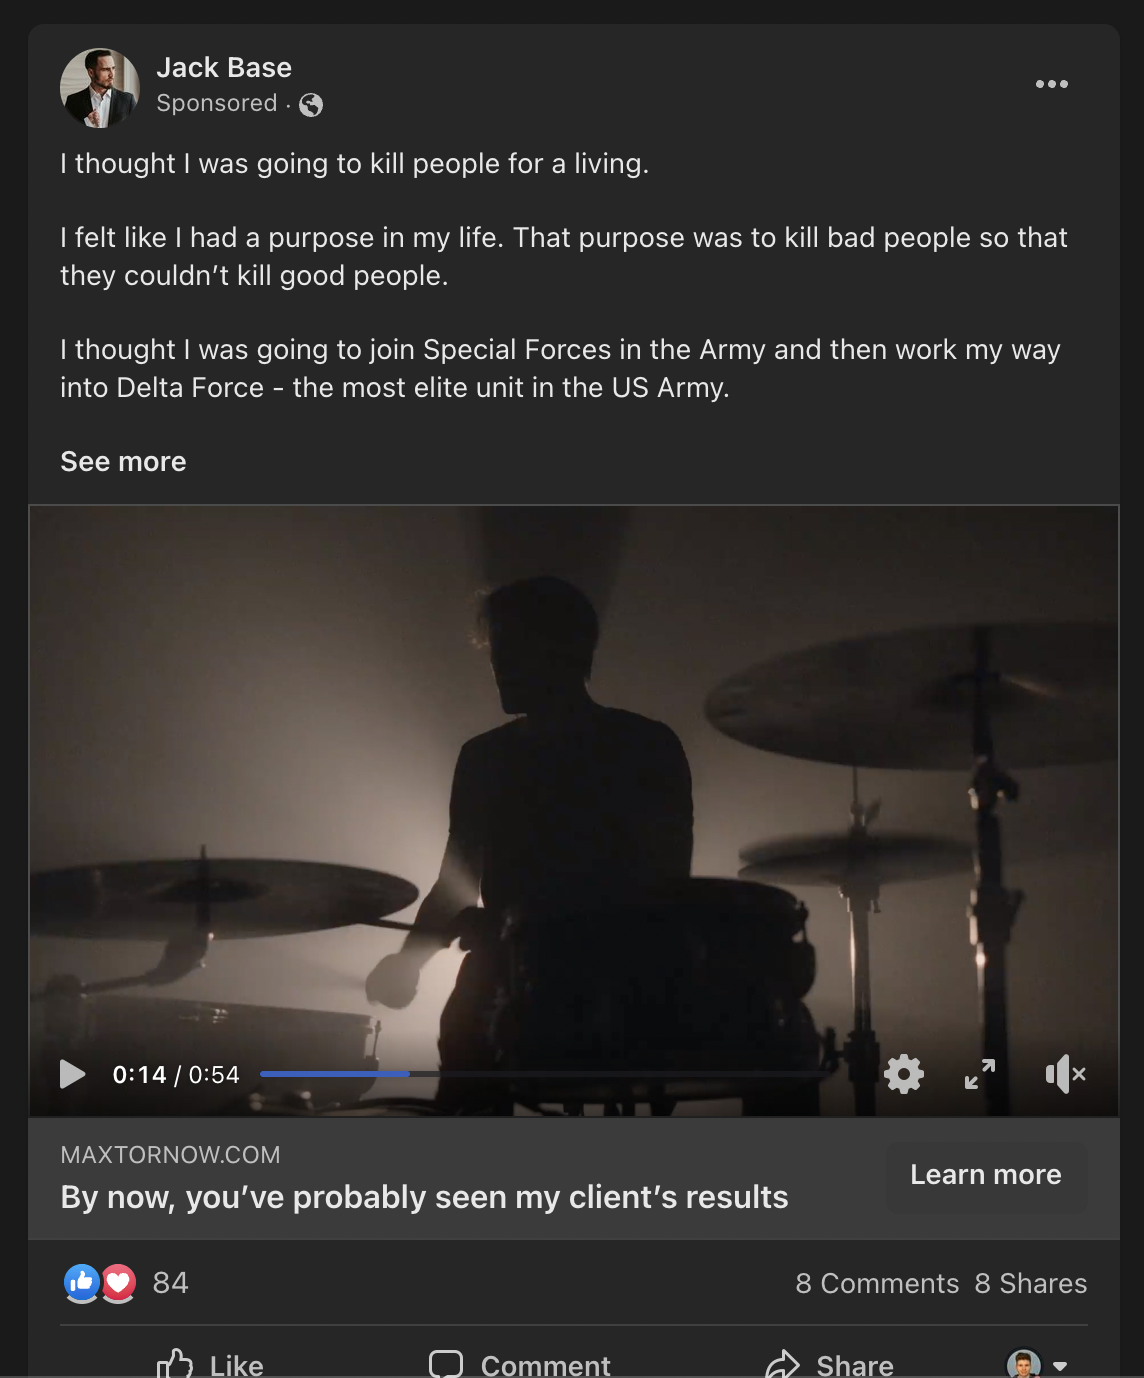 Jack Base
Sponsored ·
I thought I was going to kill people for a living.
I felt like I had a purpose in my life. That purpose was to kill bad people so that
they couldn’t kill good people.
I thought I was going to join Special Forces in the Army and then work my way
into Delta Force - the most elite unit in the US Army.
See more
0:14 / 0:54
MAXTORNOW.COM
By now, you’ve probably seen my client’s results
Learn more
84
8 Comments 8 Shares
Like
Comment
Share